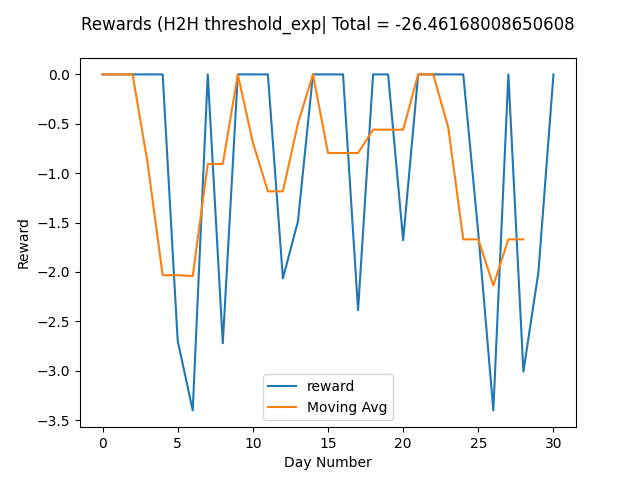 Rewards (H2H threshold_exp| Total = -26.46168008650608
0.0
−0.5
−1.0
−1.5
−2.0
−2.5
−3.0
−3.5
Reward
reward
Moving Avg
0 5 10 15 20 25 30
Day Number